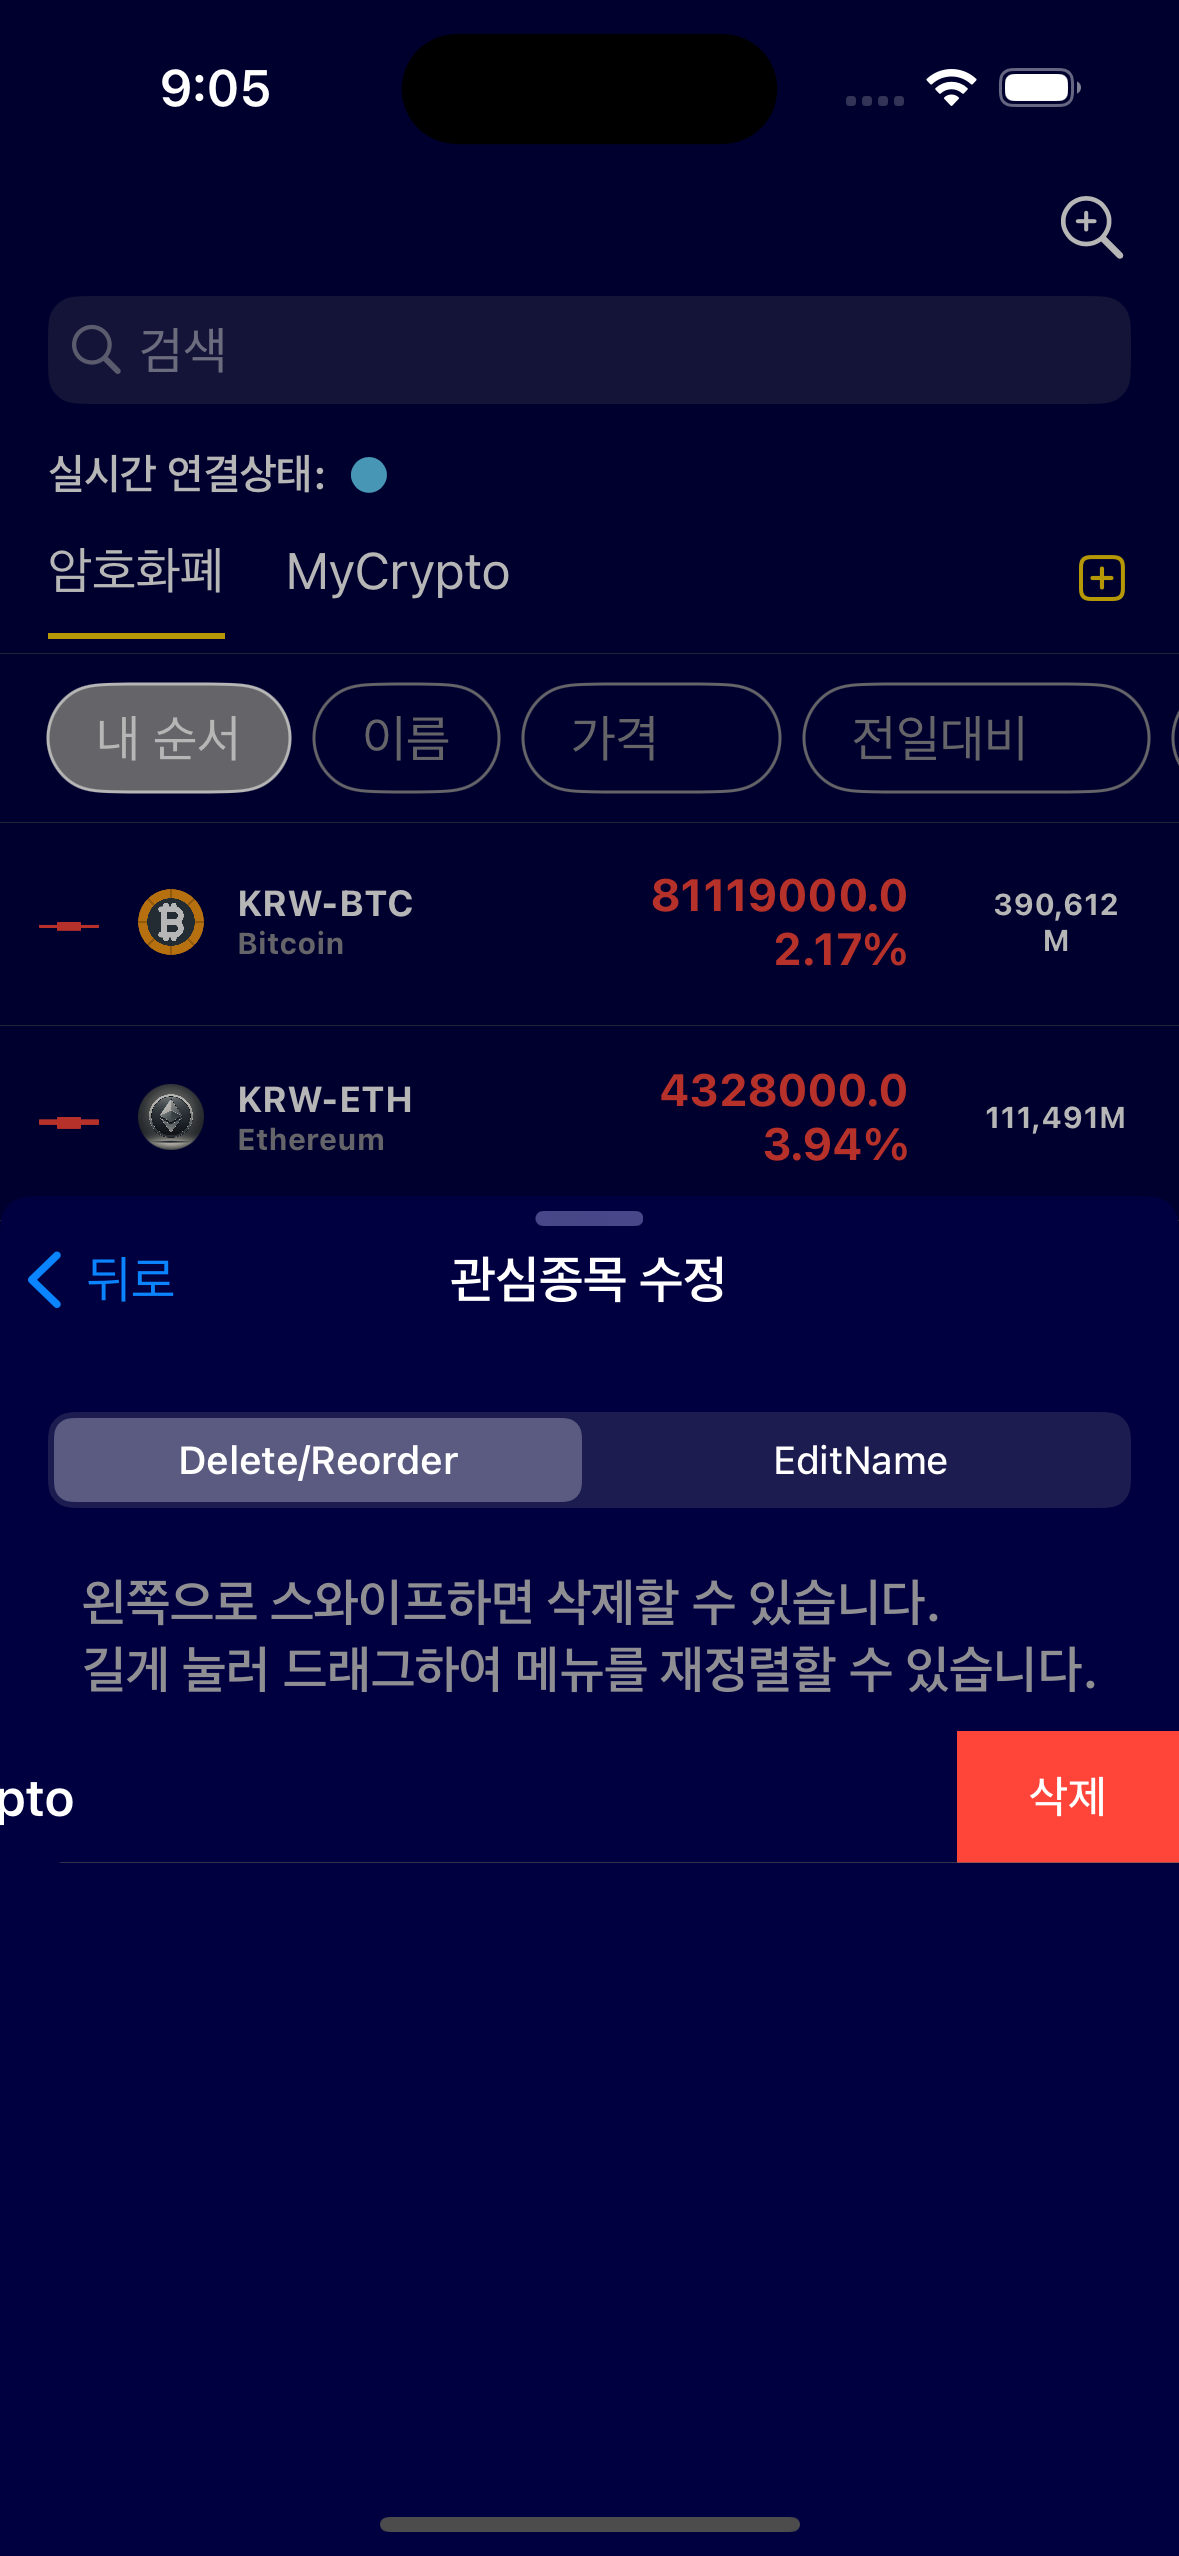 9:05
검색
실시간 연결상태:
암호화폐 MyCrypto
내 순서 이름 가격 전일대비
KRW-BTC 81119000.0 390,612
Bitcoin 2.17% M
KRW-ETH 4328000.0 111,491M
Ethereum 3.94%
뒤로 관심종목 수정
Delete/Reorder EditName
왼쪽으로 스와이프하면 삭제할 수 있습니다.
길게 눌러 드래그하여 메뉴를 재정렬할 수 있습니다.
pto 삭제